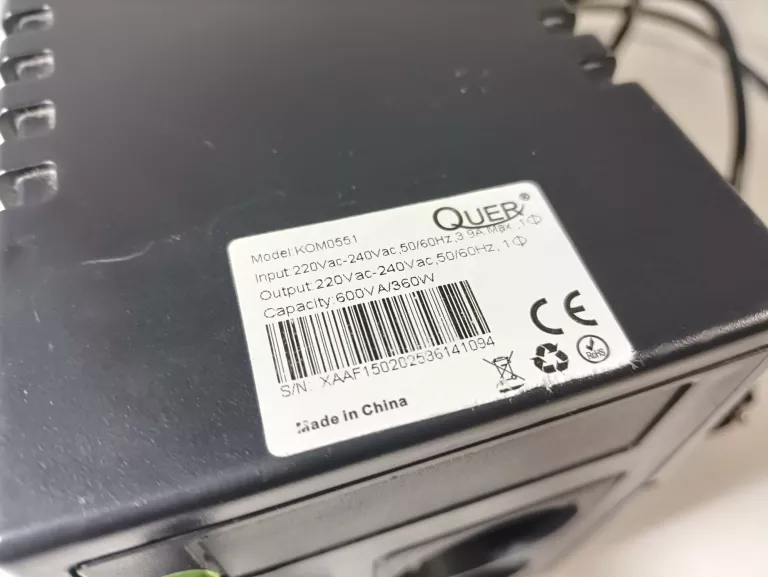 QUER®
Model:KOM0551
Input:220Vac-240Vac,50/60Hz,3.9A Max.,1Φ
Output:220Vac-240Vac,50/60Hz, 1Φ
Capacity:600VA/360W
S/N: XAAF150202536141094
CE
RoHS
Made in China